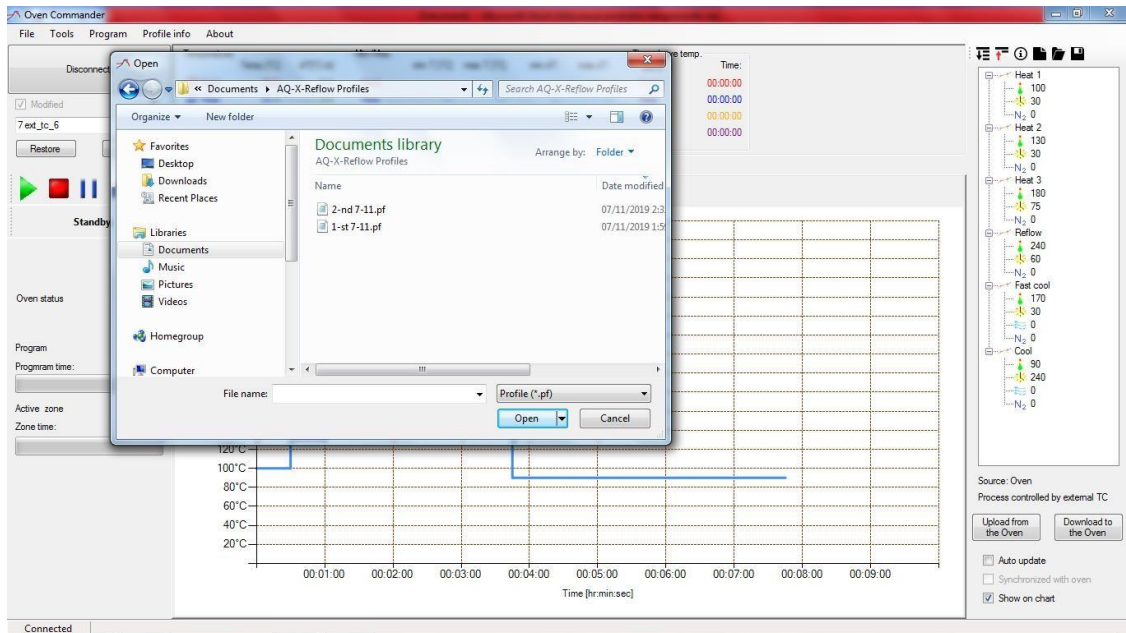 Oven Commander
File Tools Program Profile info About
Disconnect
Modified
7 ext_tc_6
Restore
Standby
Oven status
Program
Progmram time:
Active zone
Zone time:
Open
« Documents AQ-X-Reflow Profiles
Search AQ-X-Reflow Profiles
Organize New folder
Favorites
Desktop
Downloads
Recent Places
Libraries
Documents
Music
Pictures
Videos
Homegroup
Computer
Documents library
AQ-X-Reflow Profiles
Arrange by: Folder
Name Date modified
2-nd 7-11.pf 07/11/2019 2:3
1-st 7-11.pf 07/11/2019 1:5
File name: Profile (*.pf)
Open Cancel
temp.
Time:
00:00:00
00:00:00
00:00:00
00:00:00
120°C
100°C
80°C
60°C
40°C
20°C
00:01:00 00:02:00 00:03:00 00:04:00 00:05:00 00:06:00 00:07:00 00:08:00 00:09:00
Time [hr:min:sec]
Heat 1
100
30
N₂ 0
Heat 2
130
30
N₂ 0
Heat 3
180
75
N₂ 0
Reflow
240
60
N₂ 0
Fast cool
170
30
0
N₂ 0
Cool
90
240
0
N₂ 0
Source: Oven
Process controlled by external TC
Upload from the Oven
Download to the Oven
Auto update
Synchronized with oven
Show on chart
Connected